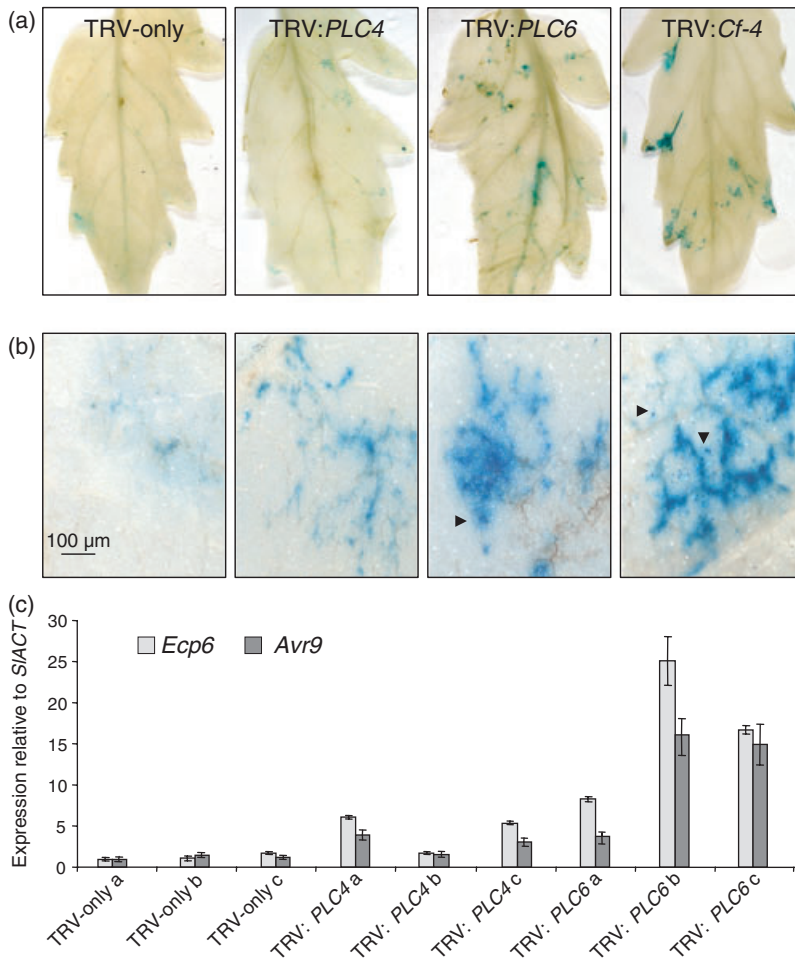 (a)
TRV-only
TRV:PLC4
TRV:PLC6
TRV:Cf-4
(b)
100 µm
(c)
Expression relative to SlACT
30
25
20
15
10
5
0
Ecp6
Avr9
TRV-only a
TRV-only b
TRV-only c
TRV: PLC4 a
TRV: PLC4 b
TRV: PLC4 c
TRV: PLC6 a
TRV: PLC6 b
TRV: PLC6 c